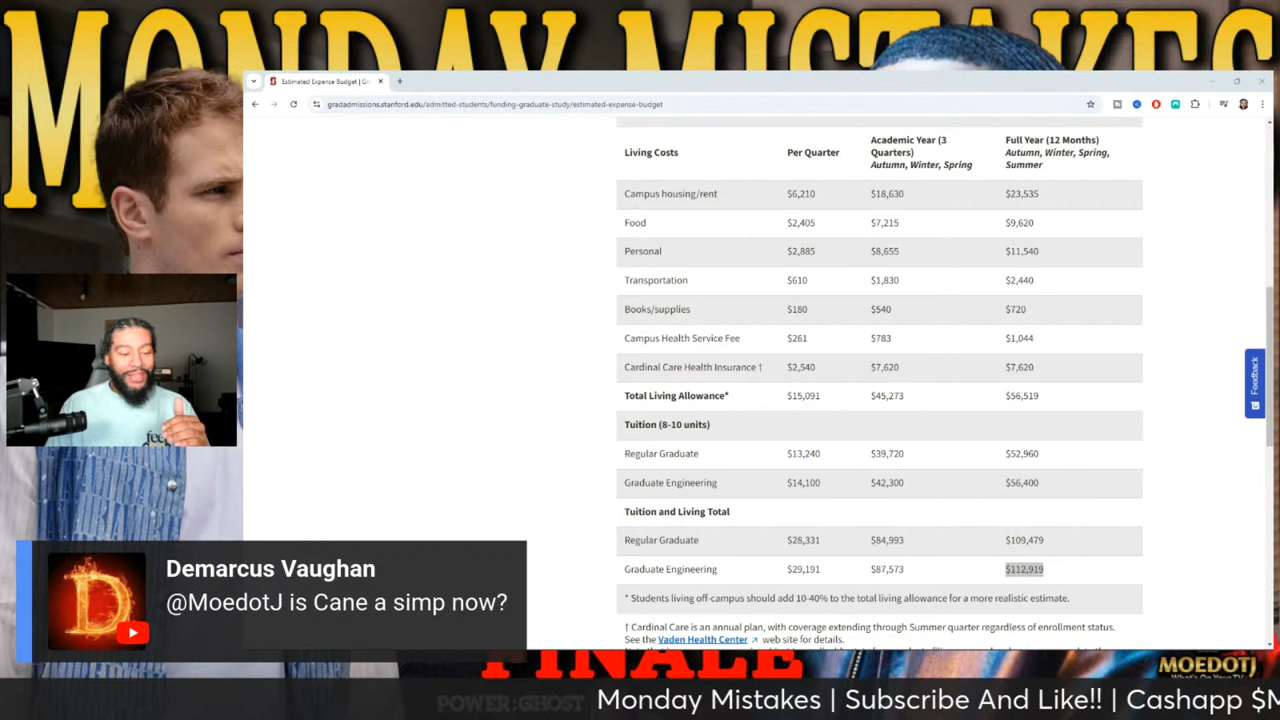 MONDAY MISTAKES
Estimated Expense Budget | Gr
gradadmissions.stanford.edu/admitted-students/funding-graduate-study/estimated-expense-budget
Living Costs Per Quarter Academic Year (3 Quarters) Autumn, Winter, Spring Full Year (12 Months) Autumn, Winter, Spring, Summer
Campus housing/rent $6,210 $18,630 $23,535
Food $2,405 $7,215 $9,620
Personal $2,885 $8,655 $11,540
Transportation $610 $1,830 $2,440
Books/supplies $180 $540 $720
Campus Health Service Fee $261 $783 $1,044
Cardinal Care Health Insurance † $2,540 $7,620 $7,620
Total Living Allowance* $15,091 $45,273 $56,519
Tuition (8-10 units)
Regular Graduate $13,240 $39,720 $52,960
Graduate Engineering $14,100 $42,300 $56,400
Tuition and Living Total
Regular Graduate $28,331 $84,993 $109,479
Graduate Engineering $29,191 $87,573 $112,919
* Students living off-campus should add 10-40% to the total living allowance for a more realistic estimate.
† Cardinal Care is an annual plan, with coverage extending through Summer quarter regardless of enrollment status.
See the Vaden Health Center web site for details.
Feedback
D
Demarcus Vaughan
@MoedotJ is Cane a simp now?
FINALE
MOEDOTJ
What's On Your TV
POWER:GHOST
Monday Mistakes | Subscribe And Like!! | Cashapp $M